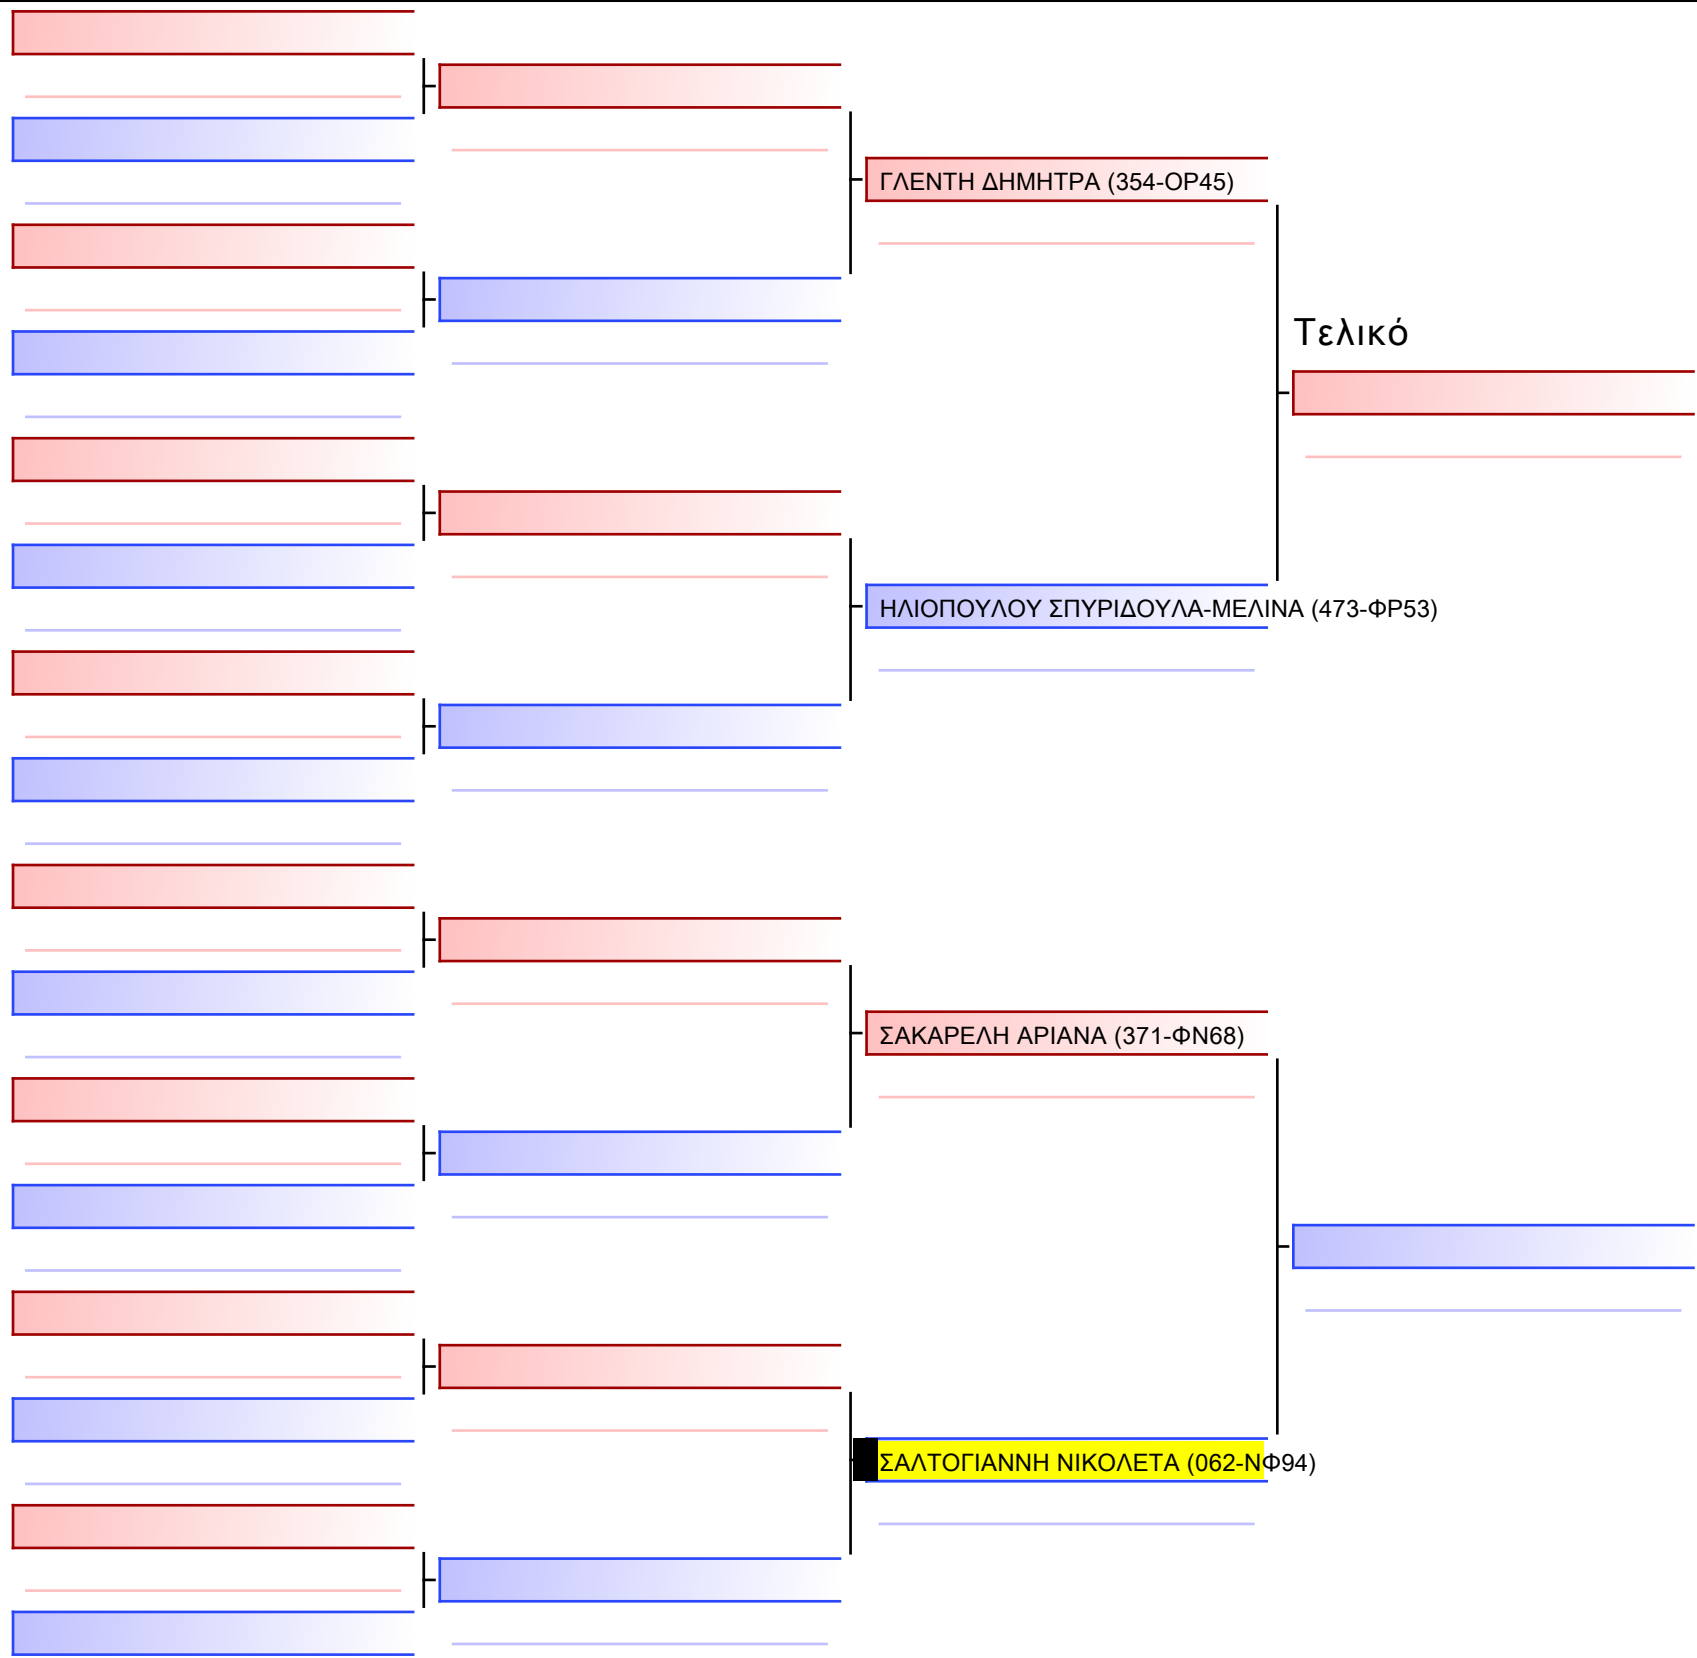 ΓΛΕΝΤΗ ΔΗΜΗΤΡΑ (354-ΟΡ45)
Τελικό
ΗΛΙΟΠΟΥΛΟΥ ΣΠΥΡΙΔΟΥΛΑ-ΜΕΛΙΝΑ (473-ΦΡ53)
ΣΑΚΑΡΕΛΗ ΑΡΙΑΝΑ (371-ΦΝ68)
ΣΑΛΤΟΓΙΑΝΝΗ ΝΙΚΟΛΕΤΑ (062-ΝΦ94)